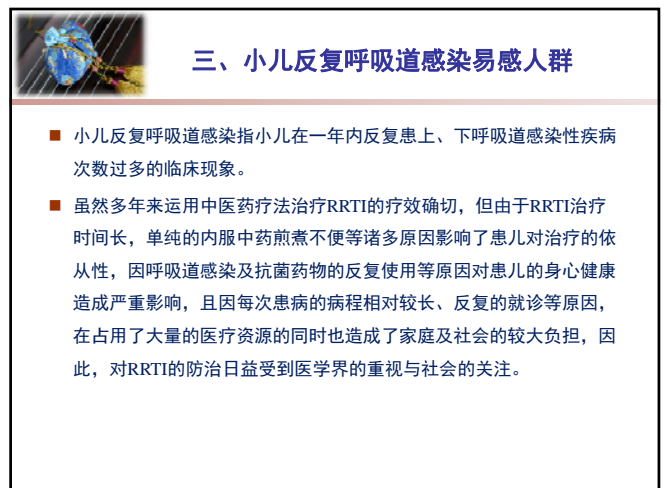 三、小儿反复呼吸道感染易感人群
■ 小儿反复呼吸道感染指小儿在一年内反复患上、下呼吸道感染性疾病
次数过多的临床现象。
■ 虽然多年来运用中医药疗法治疗RRTI的疗效确切，但由于RRTI治疗
时间长，单纯的内服中药煎煮不便等诸多原因影响了患儿对治疗的依
从性，因呼吸道感染及抗菌药物的反复使用等原因对患儿的身心健康
造成严重影响，且因每次患病的病程相对较长、反复的就诊等原因，
在占用了大量的医疗资源的同时也造成了家庭及社会的较大负担，因
此，对RRTI的防治日益受到医学界的重视与社会的关注。